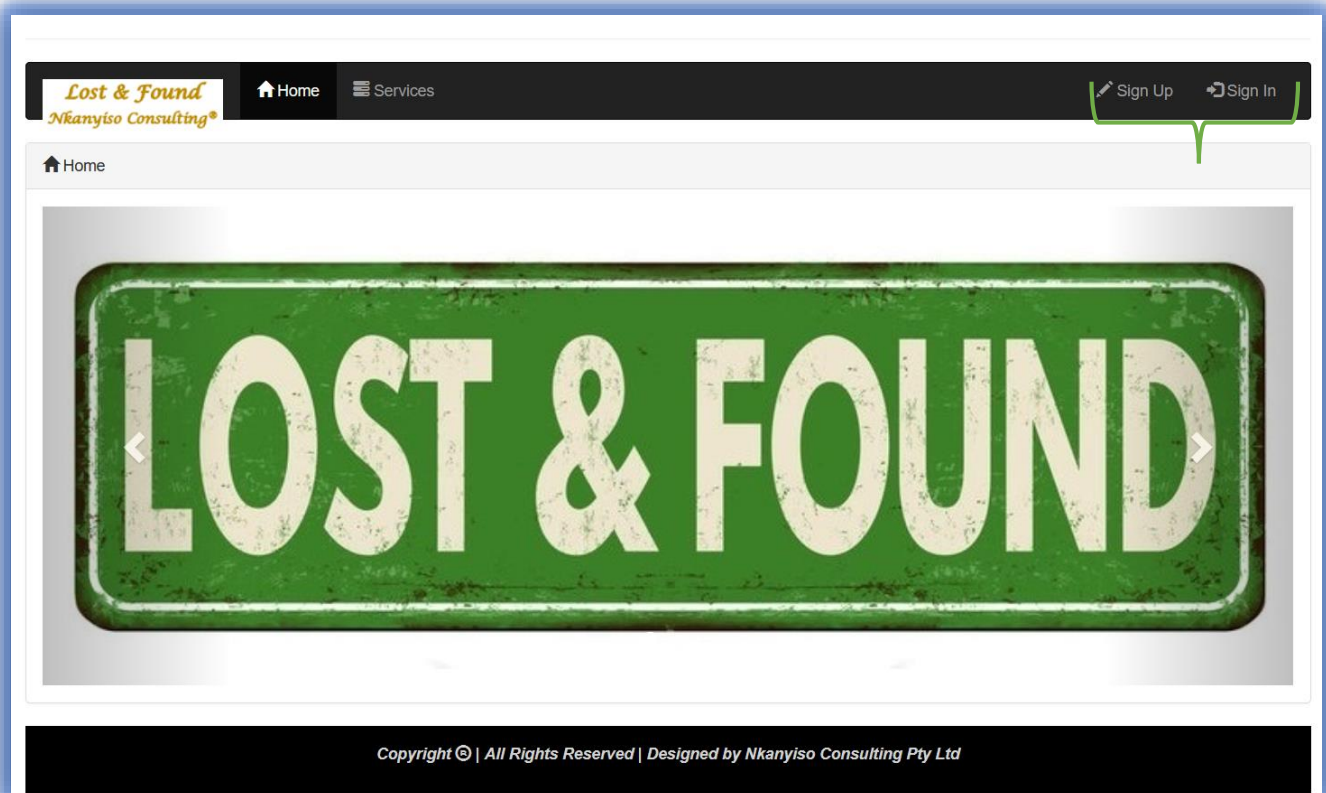 Lost & Found
Nkanyiso Consulting®
Home
Services
Sign Up
Sign In
Home
LOST & FOUND
Copyright ® | All Rights Reserved | Designed by Nkanyiso Consulting Pty Ltd